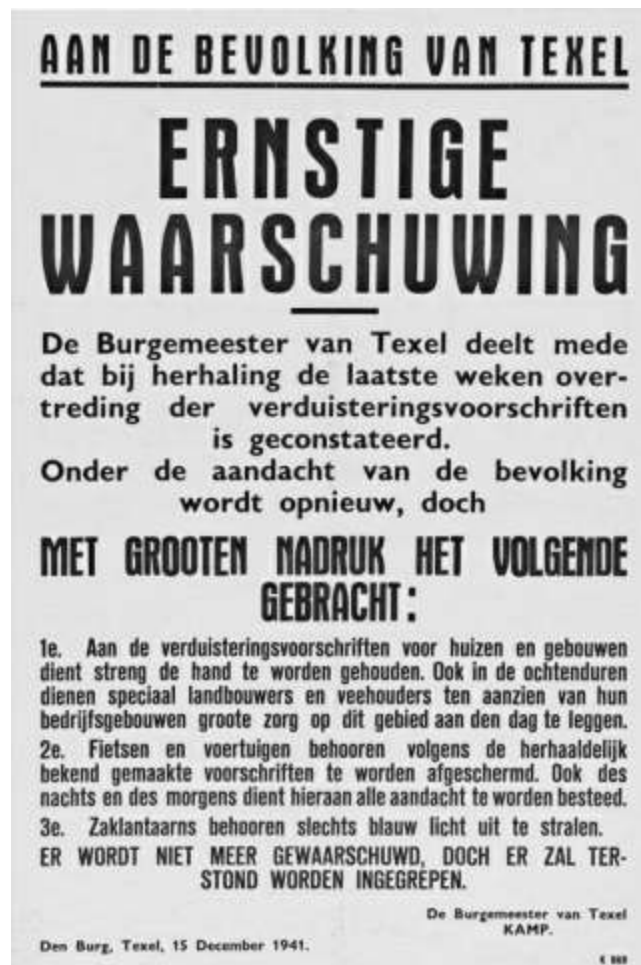 AAN DE BEVOLKING VAN TEXEL
ERNSTIGE
WAARSCHUWING
De Burgemeester van Texel deelt mede
dat bij herhaling de laatste weken over-
treding der verduisteringsvoorschriften
is geconstateerd.
Onder de aandacht van de bevolking
wordt opnieuw, doch
MET GROOTEN NADRUK HET VOLGENDE
GEBRACHT:
1e. Aan de verduisteringsvoorschriften voor huizen en gebouwen
dient streng de hand te worden gehouden. Ook in de ochtenduren
dienen speciaal landbouwers en veehouders ten aanzien van hun
bedrijfsgebouwen groote zorg op dit gebied aan den dag te leggen.
2e. Fietsen en voertuigen behooren volgens de herhaaldelijk
bekend gemaakte voorschriften te worden afgeschermd. Ook des
nachts en des morgens dient hieraan alle aandacht te worden besteed.
3e. Zaklantaarns behooren slechts blauw licht uit te stralen.
ER WORDT NIET MEER GEWAARSCHUWD, DOCH ER ZAL TER-
STOND WORDEN INGEGREPEN.
De Burgemeester van Texel
KAMP.
Den Burg, Texel, 15 December 1941.